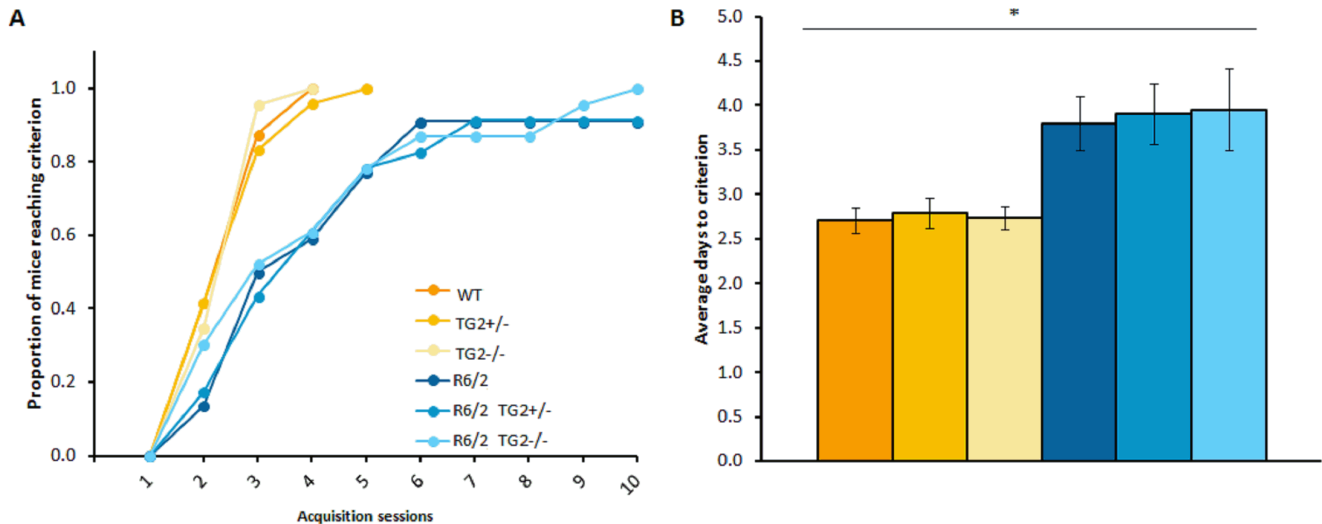 A
Proportion of mice reaching criterion
1.0
0.8
0.6
0.4
0.2
0.0
1 2 3 4 5 6 7 8 9 10
Acquisition sessions
WT
TG2+/-
TG2-/-
R6/2
R6/2 TG2+/-
R6/2 TG2-/-
B
*
Average days to criterion
5.0
4.5
4.0
3.5
3.0
2.5
2.0
1.5
1.0
0.5
0.0